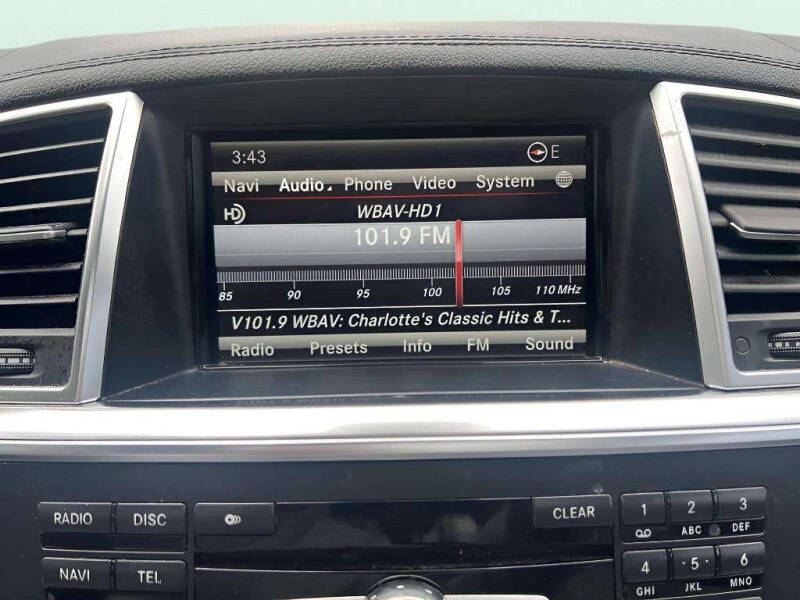 3:43 E
Navi Audio Phone Video System
HD WBAV-HD1
101.9 FM
85 90 95 100 105 110 MHz
V101.9 WBAV: Charlotte's Classic Hits & T...
Radio Presets Info FM Sound
RADIO DISC CLEAR 1 2 3
ABC DEF
NAVI TEL 4 5 6
GHI JKL MNO